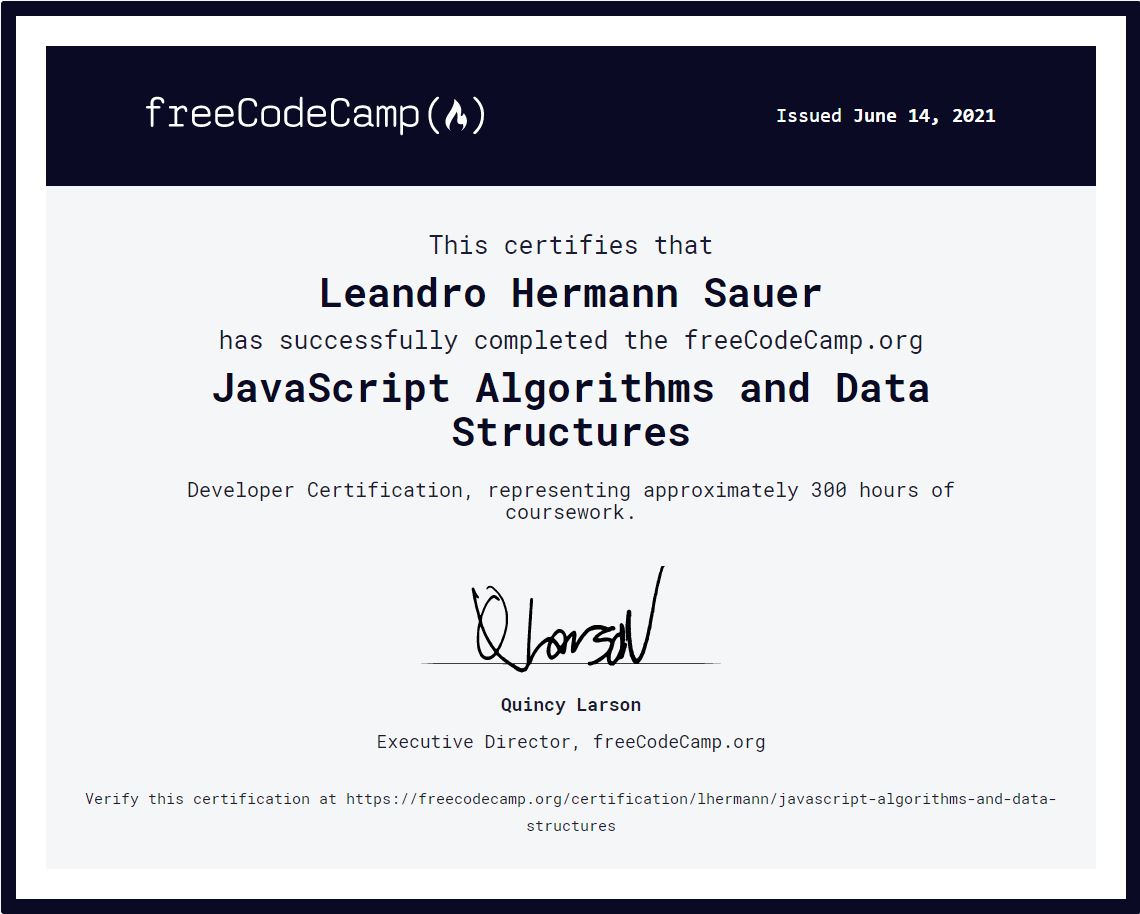 freeCodeCamp(🔥)
Issued June 14, 2021
This certifies that
Leandro Hermann Sauer
has successfully completed the freeCodeCamp.org
JavaScript Algorithms and Data
Structures
Developer Certification, representing approximately 300 hours of
coursework.
Q Larson
Quincy Larson
Executive Director, freeCodeCamp.org
Verify this certification at https://freecodecamp.org/certification/lhermann/javascript-algorithms-and-data-
structures